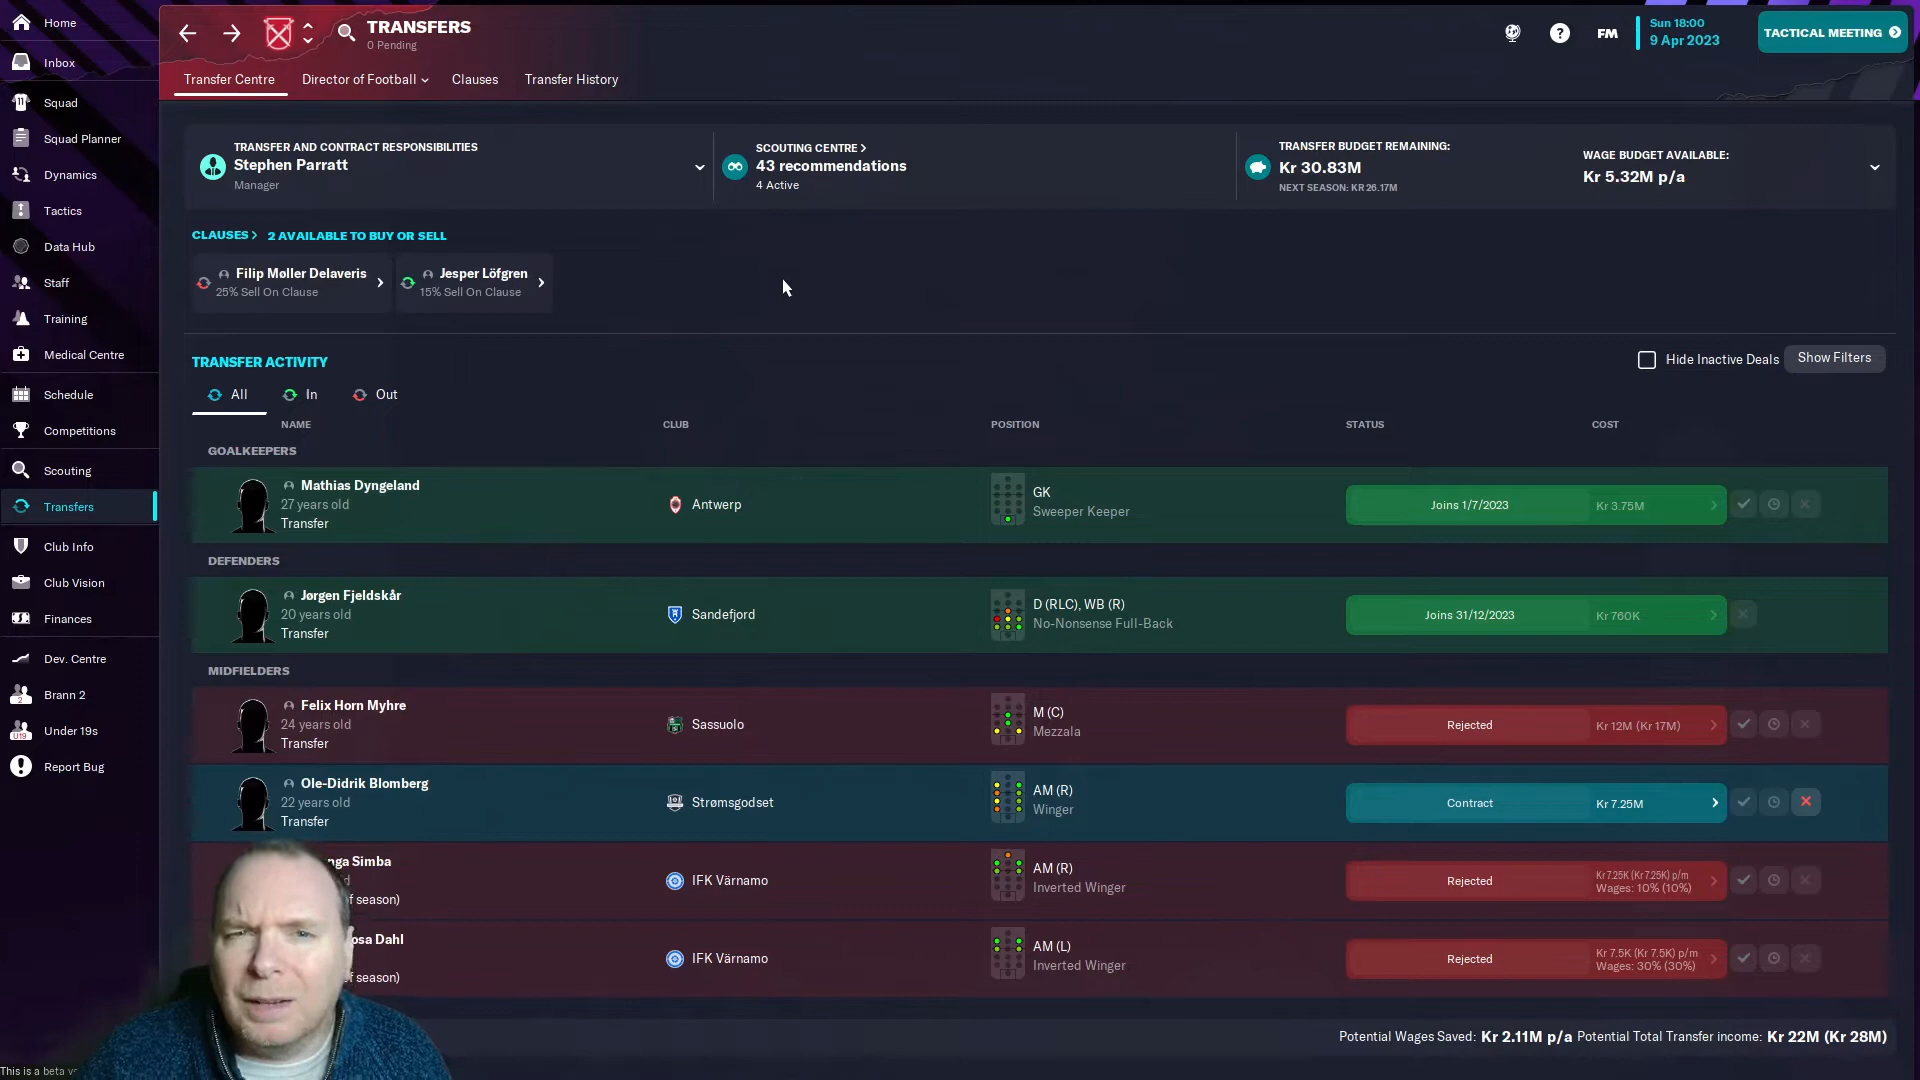 Home
Inbox
Squad
Squad Planner
Dynamics
Tactics
Data Hub
Staff
Training
Medical Centre
Schedule
Competitions
Scouting
Transfers
Club Info
Club Vision
Finances
Dev. Centre
Brann 2
Under 19s
Report Bug
This is a beta
TRANSFERS
0 Pending
FM
Sun 18:00
9 Apr 2023
TACTICAL MEETING
Transfer Centre
Director of Football
Clauses
Transfer History
TRANSFER AND CONTRACT RESPONSIBILITIES
Stephen Parratt
Manager
SCOUTING CENTRE >
43 recommendations
4 Active
TRANSFER BUDGET REMAINING:
Kr 30.83M
NEXT SEASON: KR 26.17M
WAGE BUDGET AVAILABLE:
Kr 5.32M p/a
CLAUSES > 2 AVAILABLE TO BUY OR SELL
Filip Møller Delaveris
25% Sell On Clause
Jesper Löfgren
15% Sell On Clause
TRANSFER ACTIVITY
Hide Inactive Deals
Show Filters
All
In
Out
NAME CLUB POSITION STATUS COST
GOALKEEPERS
Mathias Dyngeland
27 years old
Transfer
Antwerp
GK
Sweeper Keeper
Joins 1/7/2023
Kr 3.75M
DEFENDERS
Jørgen Fjeldskår
20 years old
Transfer
Sandefjord
D (RLC), WB (R)
No-Nonsense Full-Back
Joins 31/12/2023
Kr 760K
MIDFIELDERS
Felix Horn Myhre
24 years old
Transfer
Sassuolo
M (C)
Mezzala
Rejected
Kr 12M (Kr 17M)
Ole-Didrik Blomberg
22 years old
Transfer
Strømsgodset
AM (R)
Winger
Contract
Kr 7.25M
nga Simba
d
f season)
IFK Värnamo
AM (R)
Inverted Winger
Rejected
Kr 7.25K (Kr 7.25K) p/m
Wages: 10% (10%)
osa Dahl
f season)
IFK Värnamo
AM (L)
Inverted Winger
Rejected
Kr 7.5K (Kr 7.5K) p/m
Wages: 30% (30%)
Potential Wages Saved: Kr 2.11M p/a Potential Total Transfer income: Kr 22M (Kr 28M)